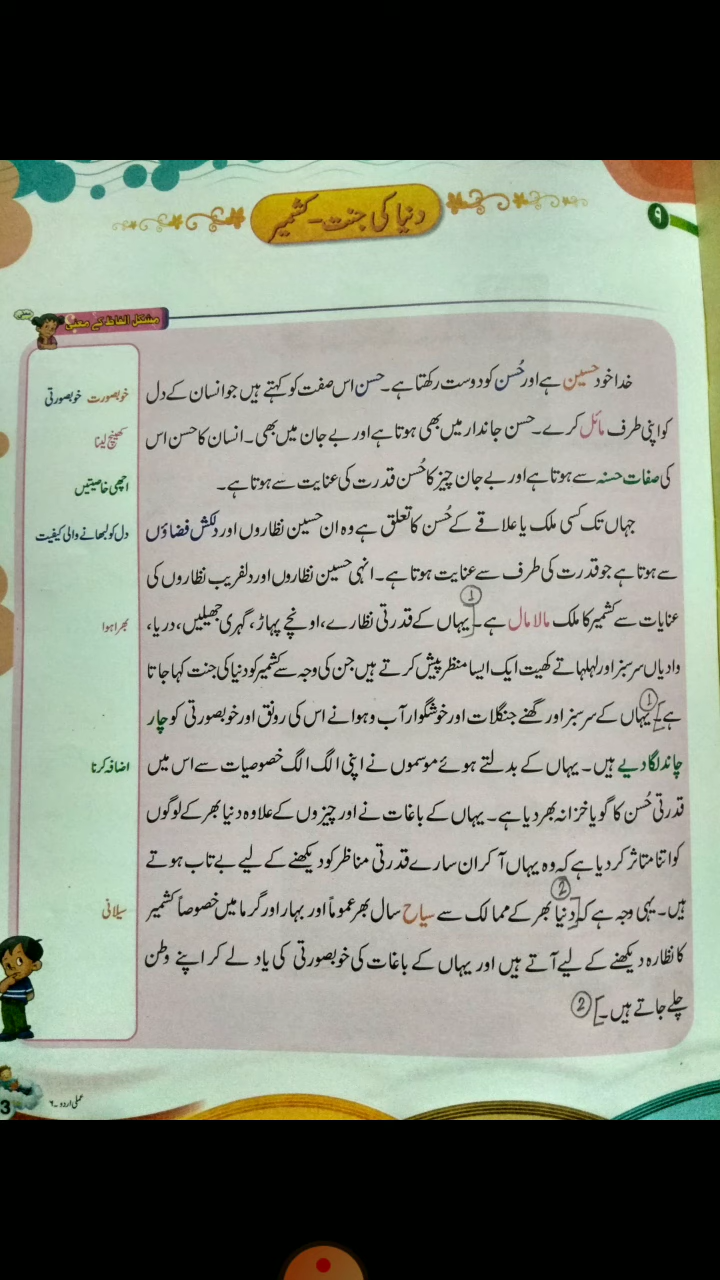 ۹
دنیا کی جنت - کشمیر
معنی
مشکل الفاظ کے معنی
خدا خود حسین ہے اور حُسن کو دوست رکھتا ہے۔ حسن اس صفت کو کہتے ہیں جو انسان کے دل
کو اپنی طرف مائل کرے۔ حسن جاندار میں بھی ہوتا ہے اور بے جان میں بھی۔ انسان کا حسن اس
کی صفات حسنہ سے ہوتا ہے اور بے جان چیز کا حُسن قدرت کی عنایت سے ہوتا ہے۔
جہاں تک کسی ملک یا علاقے کے حُسن کا تعلق ہے وہ ان حسین نظاروں اور دلکش فضاؤں
سے ہوتا ہے جو قدرت کی طرف سے عنایت ہوتا ہے۔ انہی حسین نظاروں اور دلفریب نظاروں کی
عنایات سے کشمیر کا ملک مالا مال ہے۔ [1 یہاں کے قدرتی نظارے، اونچے پہاڑ، گہری جھیلیں، دریا،
وادیاں سرسبز اور لہلہاتے کھیت ایک ایسا منظر پیش کرتے ہیں جن کی وجہ سے کشمیر کو دنیا کی جنت کہا جاتا
ہے۔ [1 یہاں کے سرسبز اور گھنے جنگلات اور خوشگوار آب و ہوا نے اس کی رونق اور خوبصورتی کو چار
چاند لگا دیے ہیں۔ یہاں کے بدلتے ہوئے موسموں نے اپنی الگ الگ خصوصیات سے اس میں
قدرتی حُسن کا گویا خزانہ بھر دیا ہے۔ یہاں کے باغات نے اور چیزوں کے علاوہ دنیا بھر کے لوگوں
کو اتنا متاثر کر دیا ہے کہ وہ یہاں آکر ان سارے قدرتی مناظر کو دیکھنے کے لیے بے تاب ہوتے
ہیں۔ یہی وجہ ہے کہ [2 دنیا بھر کے ممالک سے سیاح سال بھر عموماً اور بہار اور گرما میں خصوصاً کشمیر
کا نظارہ دیکھنے کے لیے آتے ہیں اور یہاں کے باغات کی خوبصورتی کی یاد لے کر اپنے وطن
چلے جاتے ہیں۔] 2
خوبصورت خوبصورتی
کھینچ لینا
اچھی خاصیتیں
دل کو لبھانے والی کیفیت
بھرا ہوا
اضافہ کرنا
سیلانی
عملی اردو-۶
3